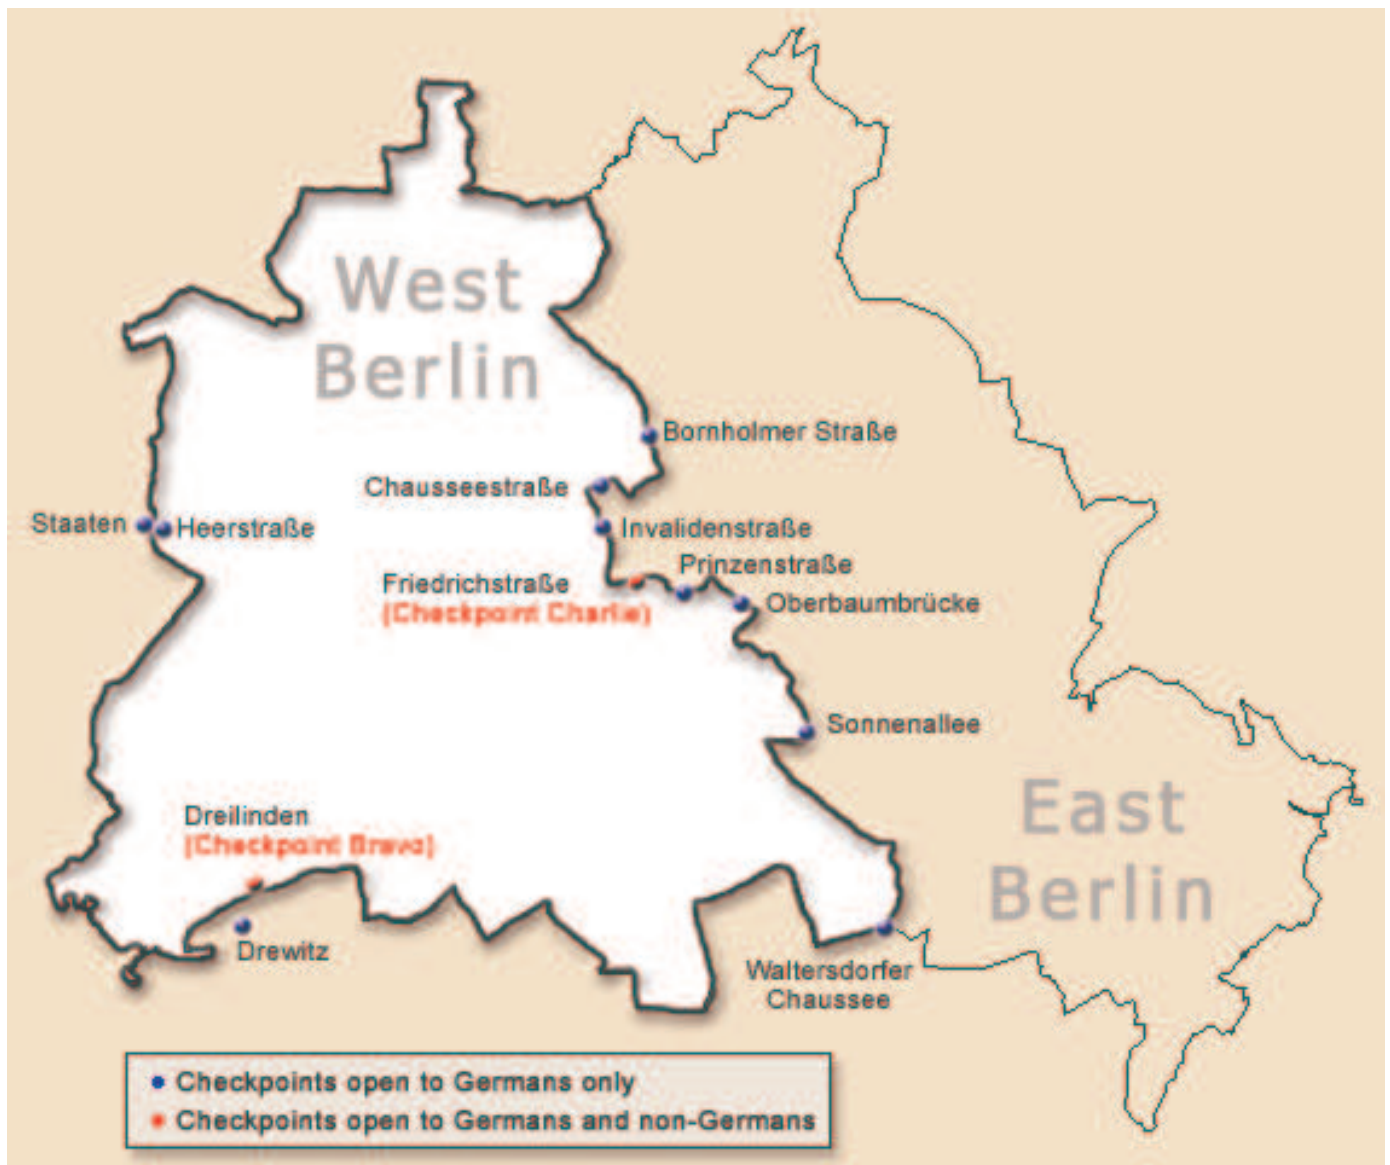 West
Berlin
Bornholmer Straße
Chausseestraße
Staaten
Heerstraße
Invalidenstraße
Prinzenstraße
Friedrichstraße
(Checkpoint Charlie)
Oberbaumbrücke
Sonnenallee
East
Berlin
Dreilinden
(Checkpoint Bravo)
Drewitz
Waltersdorfer
Chaussee
Checkpoints open to Germans only
Checkpoints open to Germans and non-Germans